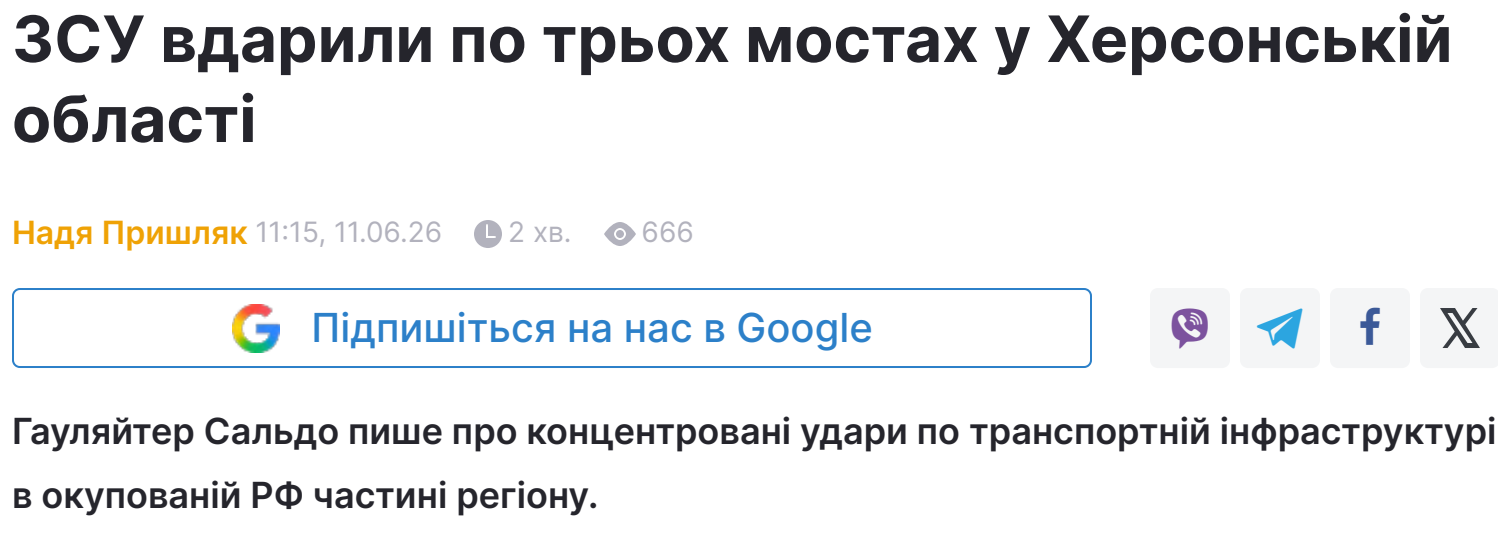 ЗСУ вдарили по трьох мостах у Херсонській
області
Надя Пришляк 11:15, 11.06.26 2 хв. 666
Підпишіться на нас в Google
Гауляйтер Сальдо пише про концентровані удари по транспортній інфраструктурі
в окупованій РФ частині регіону.